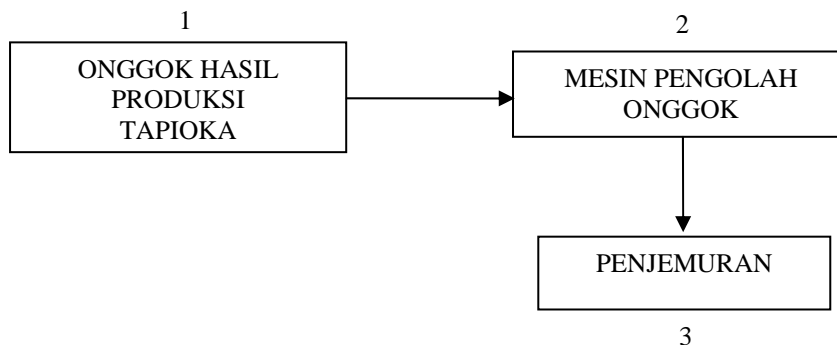 1
ONGGOK HASIL
PRODUKSI
TAPIOKA
2
MESIN PENGOLAH
ONGGOK
PENJEMURAN
3